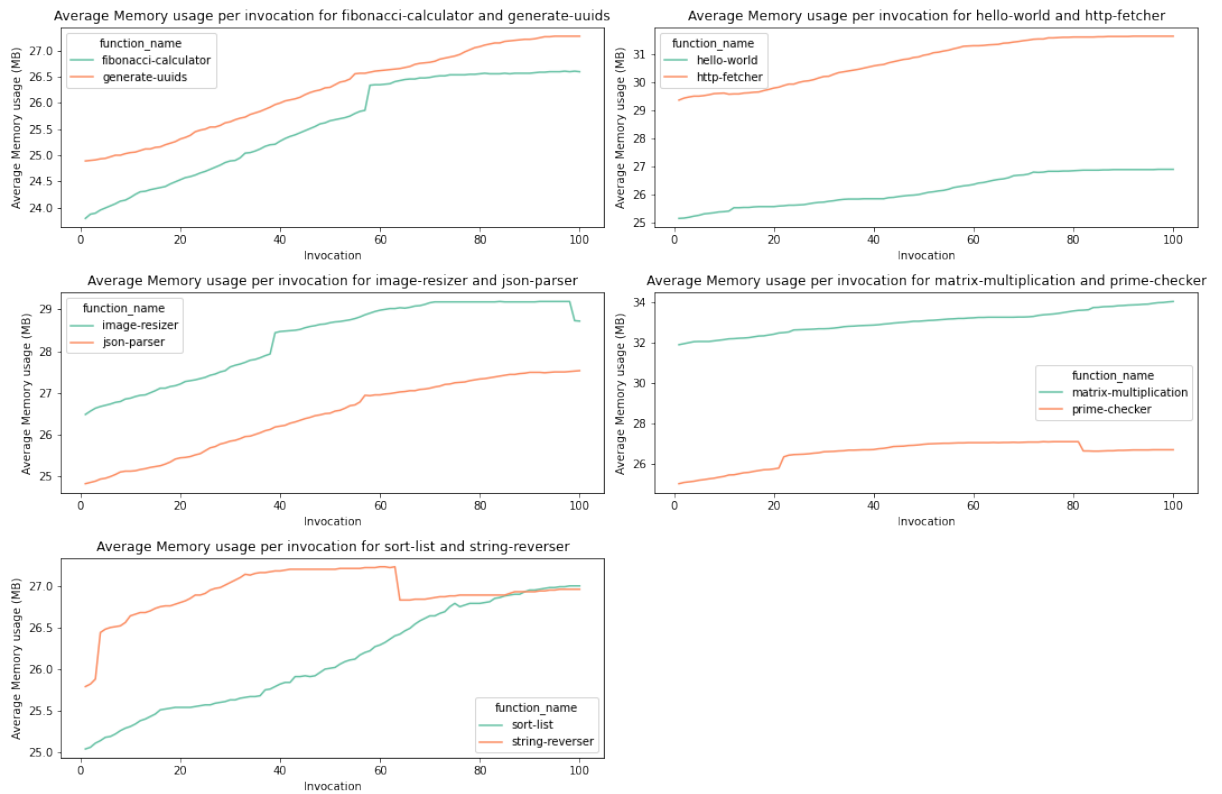 Average Memory usage per invocation for fibonacci-calculator and generate-uuids
Average Memory usage (MB)
27.0
26.5
26.0
25.5
25.0
24.5
24.0
function_name
fibonacci-calculator
generate-uuids
0 20 40 60 80 100
Invocation
Average Memory usage per invocation for hello-world and http-fetcher
Average Memory usage (MB)
31
30
29
28
27
26
25
function_name
hello-world
http-fetcher
0 20 40 60 80 100
Invocation
Average Memory usage per invocation for image-resizer and json-parser
Average Memory usage (MB)
29
28
27
26
25
function_name
image-resizer
json-parser
0 20 40 60 80 100
Invocation
Average Memory usage per invocation for matrix-multiplication and prime-checker
Average Memory usage (MB)
34
32
30
28
26
function_name
matrix-multiplication
prime-checker
0 20 40 60 80 100
Invocation
Average Memory usage per invocation for sort-list and string-reverser
Average Memory usage (MB)
27.0
26.5
26.0
25.5
25.0
function_name
sort-list
string-reverser
0 20 40 60 80 100
Invocation